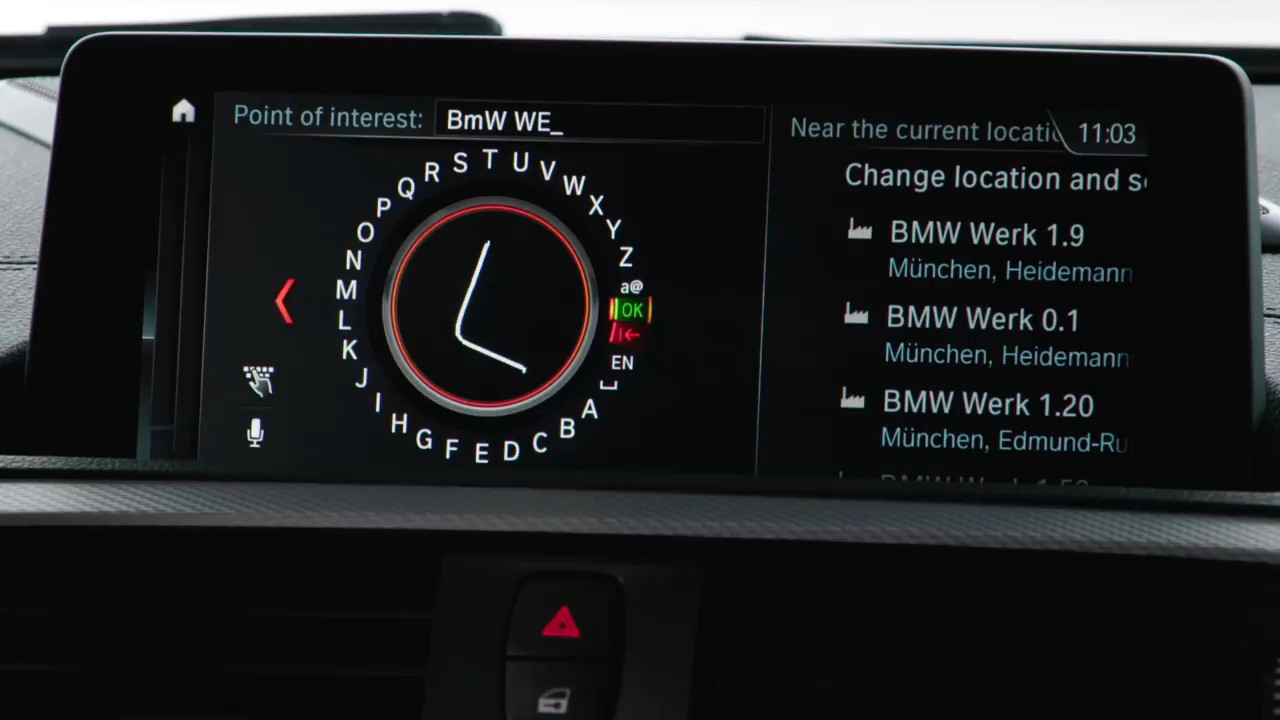 Point of interest: BmW WE_
Near the current locatio
11:03
Change location and s
BMW Werk 1.9
München, Heidemann
BMW Werk 0.1
München, Heidemann
BMW Werk 1.20
München, Edmund-Ru
A B C D E F G H I J K L M N O P Q R S T U V W X Y Z
a@
OK
EN